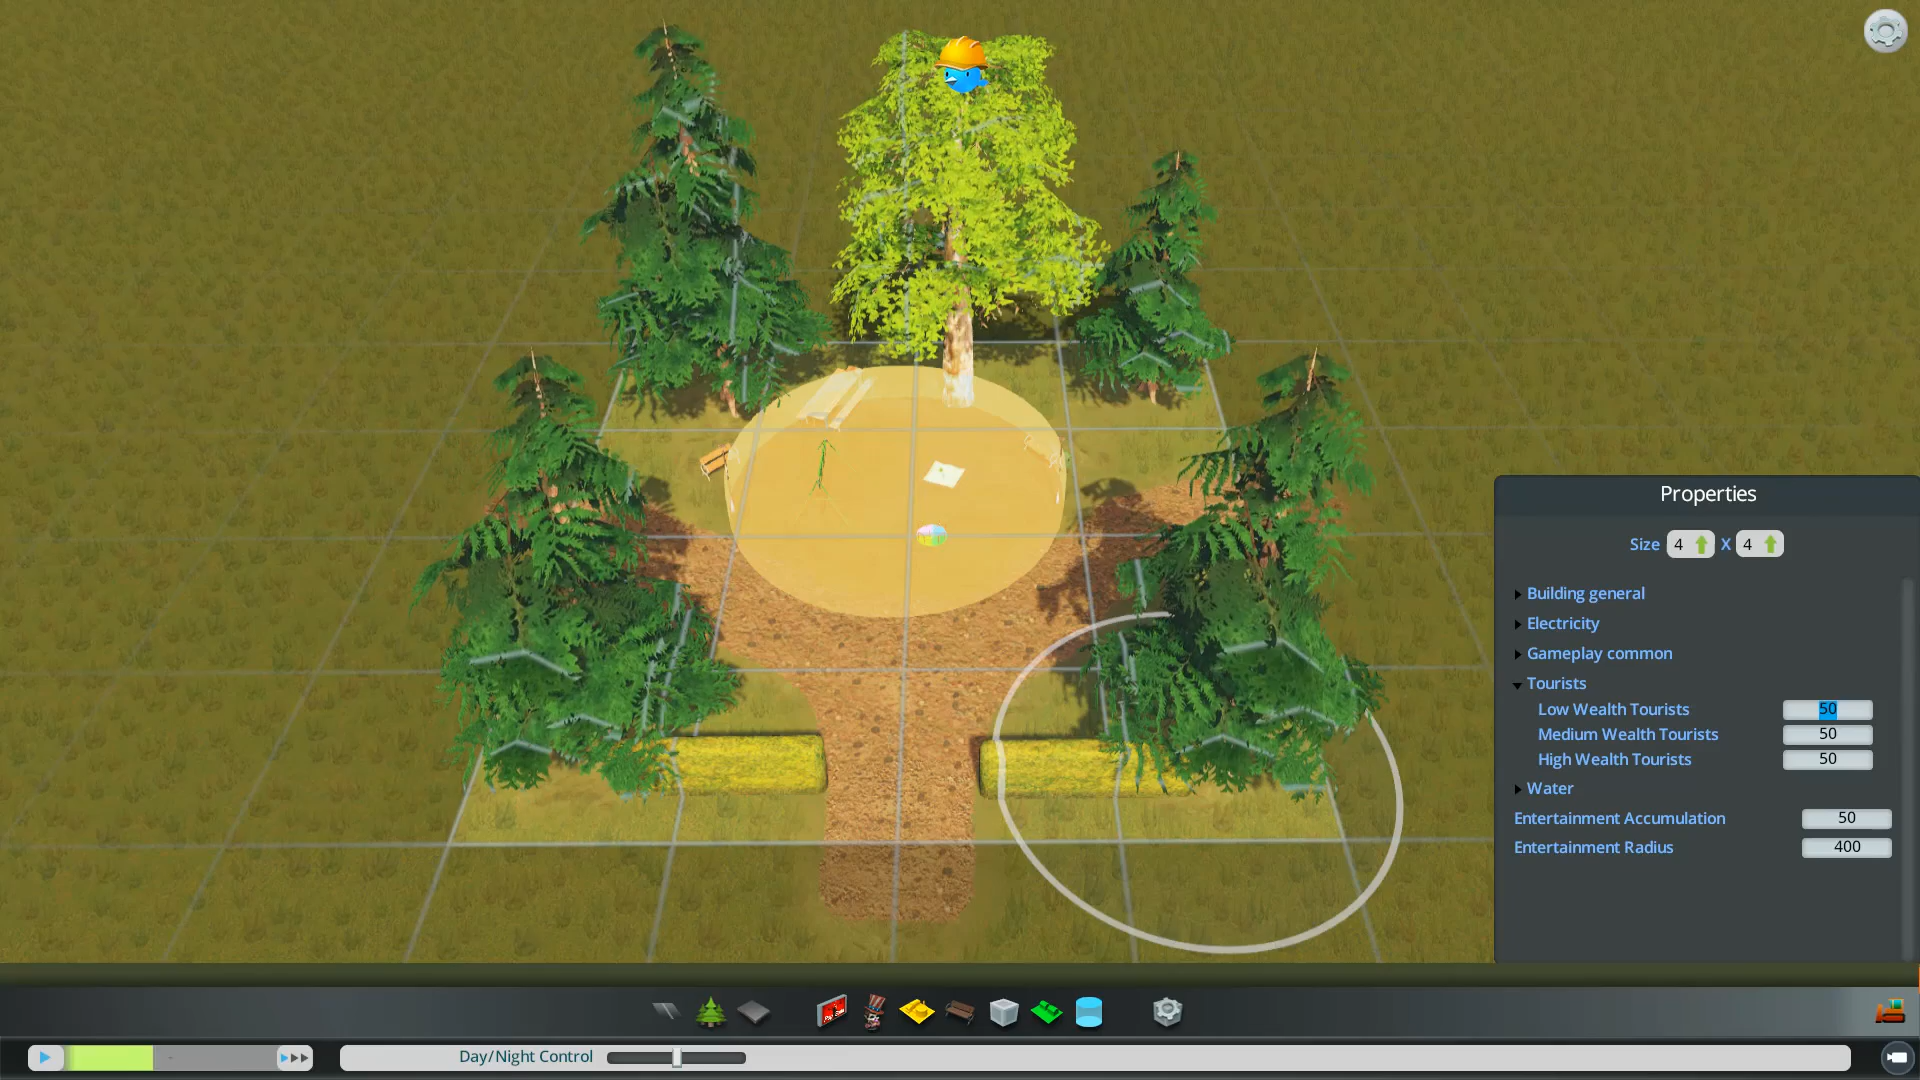 Properties
Size 4 X 4
Building general
Electricity
Gameplay common
Tourists
Low Wealth Tourists 50
Medium Wealth Tourists 50
High Wealth Tourists 50
Water
Entertainment Accumulation 50
Entertainment Radius 400
Day/Night Control